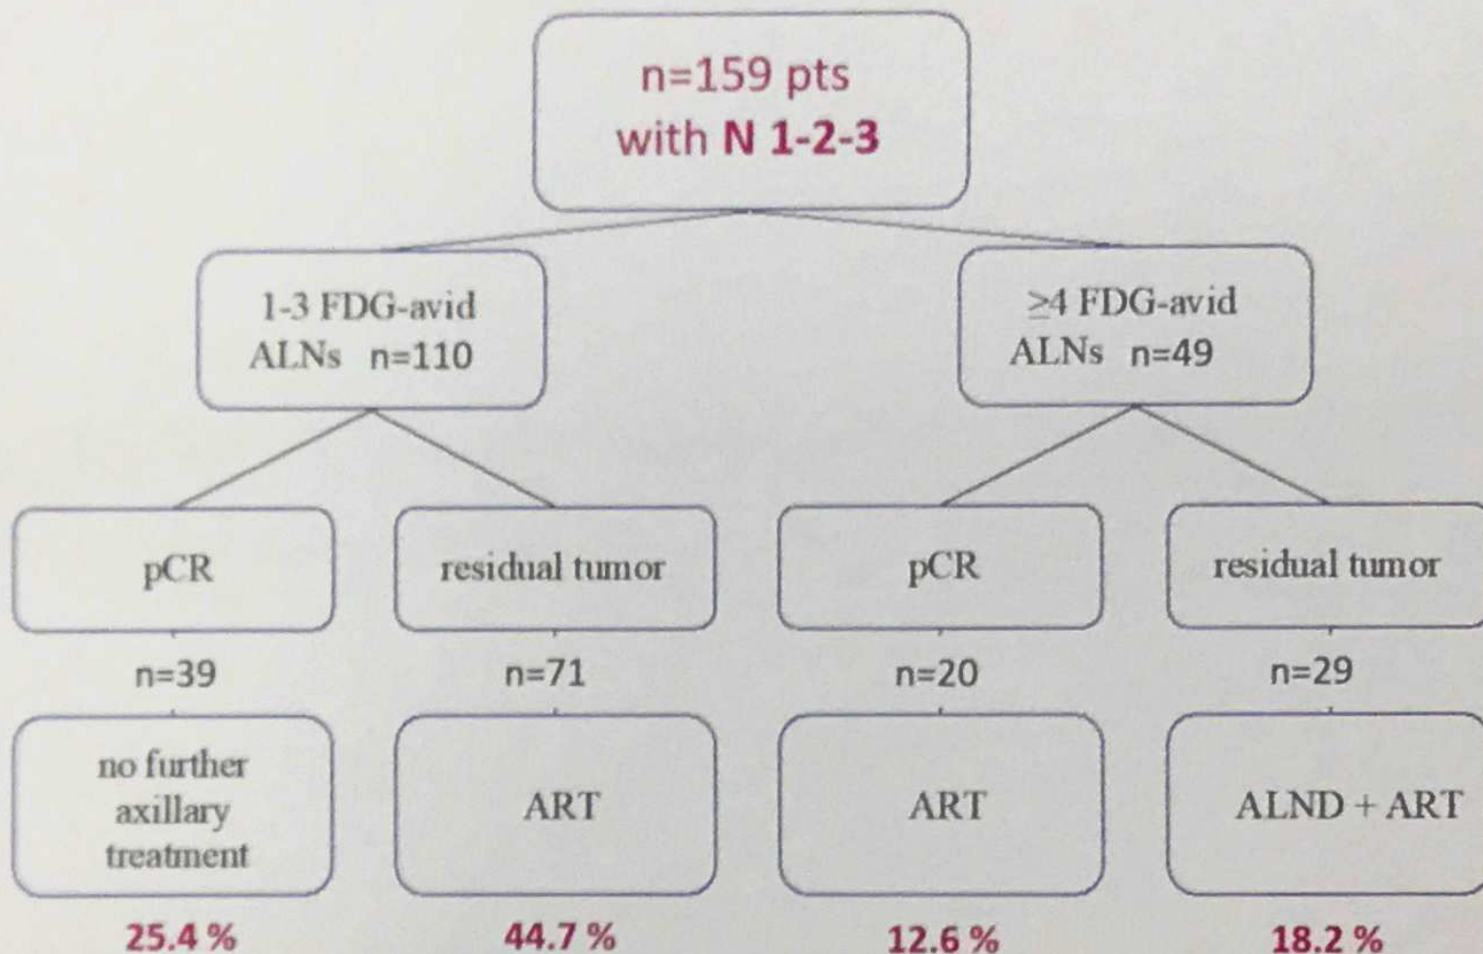 n=159 pts
with N 1-2-3
1-3 FDG-avid
ALNs n=110
≥4 FDG-avid
ALNs n=49
pCR
residual tumor
pCR
residual tumor
n=39
n=71
n=20
n=29
no further
axillary
treatment
ART
ART
ALND + ART
25.4 %
44.7 %
12.6 %
18.2 %